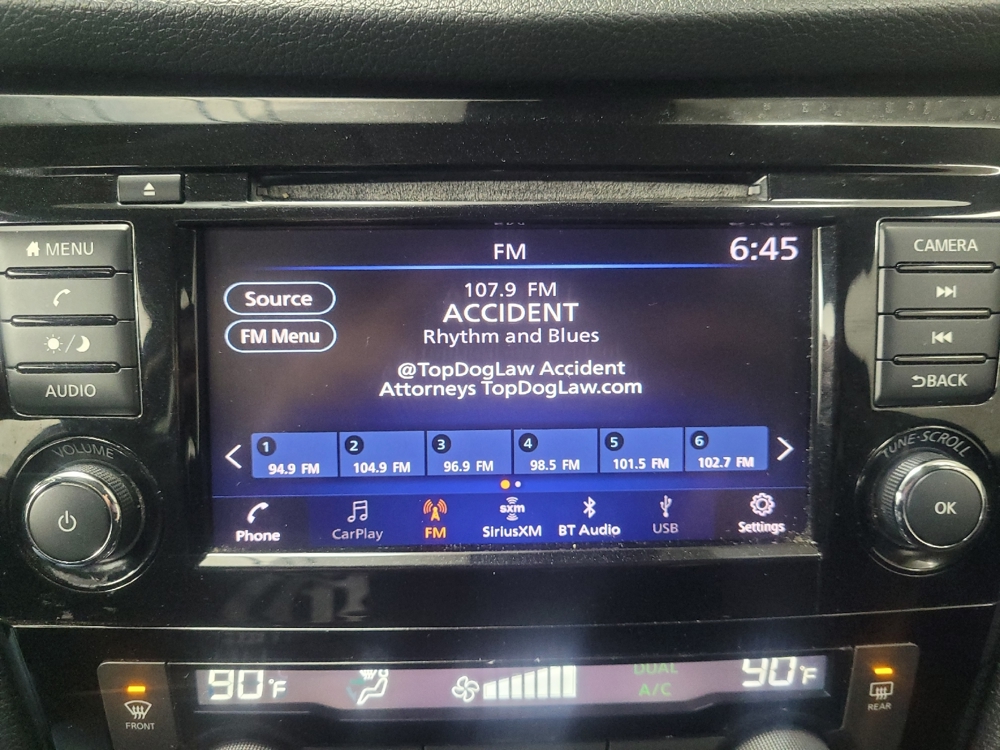 MENU
AUDIO
VOLUME
CAMERA
BACK
TUNE·SCROLL
OK
FM
6:45
Source
FM Menu
107.9 FM
ACCIDENT
Rhythm and Blues
@TopDogLaw Accident
Attorneys TopDogLaw.com
1 94.9 FM
2 104.9 FM
3 96.9 FM
4 98.5 FM
5 101.5 FM
6 102.7 FM
Phone
CarPlay
FM
sxm
SiriusXM
BT Audio
USB
Settings
FRONT
90°F
DUAL
A/C
90°F
REAR